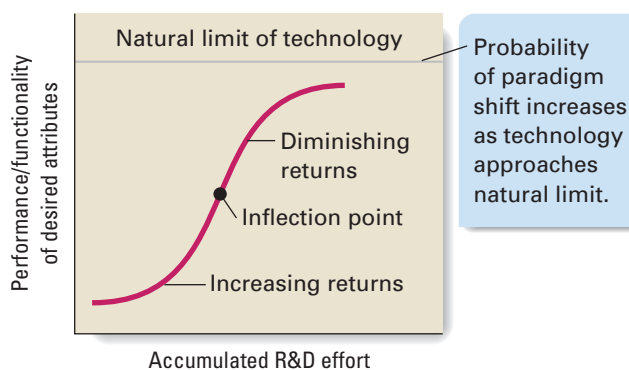 Natural limit of technology
Probability
of paradigm
shift increases
as technology
approaches
natural limit.
Performance/functionality
of desired attributes
Diminishing
returns
Inflection point
Increasing returns
Accumulated R&D effort